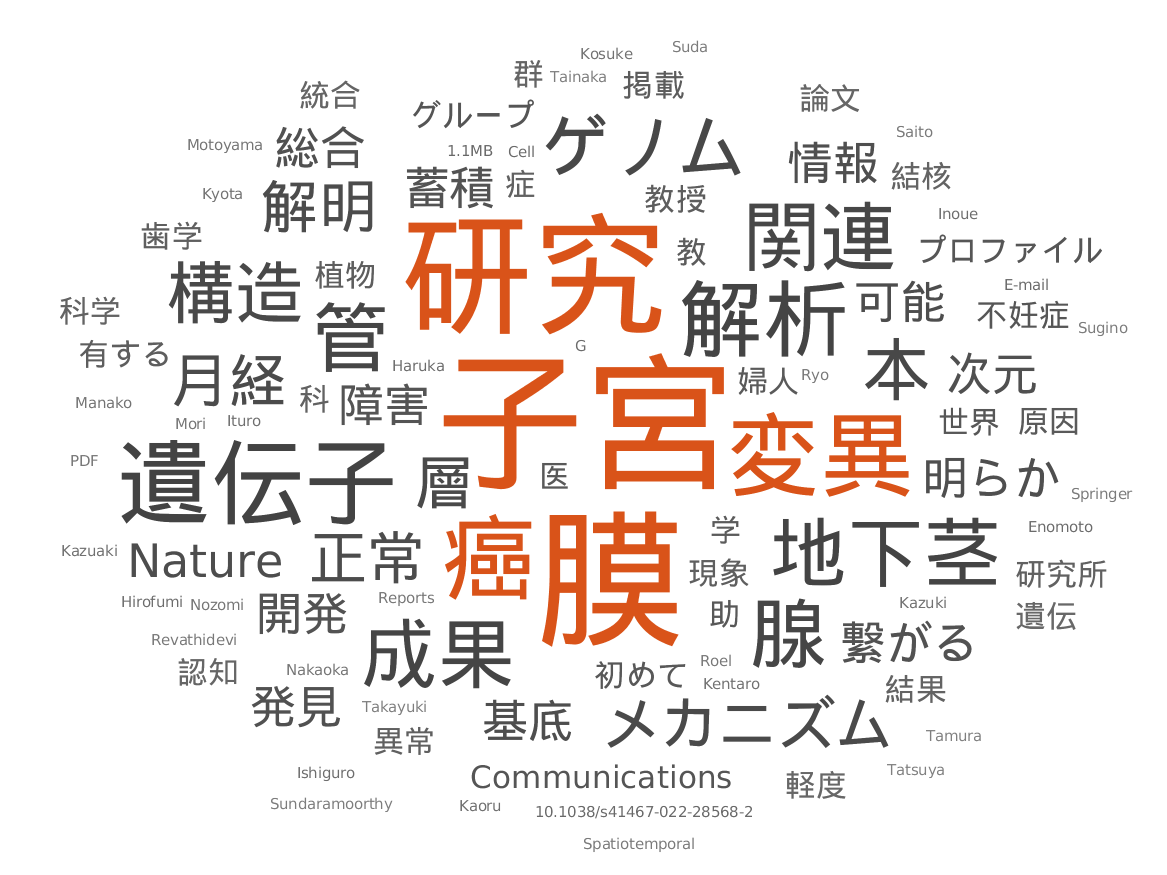 Suda
Kosuke
群
Tainaka
掲載
統合
論文
グループ
ゲノム
Saito
Motoyama
総合
1.1MB
Cell
情報
結核
蓄積
症
Kyota
解明
教授
Inoue
歯学
研究
教
関連
プロファイル
構造
植物
E-mail
科学
管
解析
可能
不妊症
Sugino
有する
G
月経
Haruka
本
次元
婦人
Ryo
Manako
科
障害
子宮
Mori
Ituro
変異
世界
原因
PDF
遺伝子
層
医
明らか
Springer
学
Enomoto
Kazuaki
Nature
正常
癌
膜
現象
地下茎
研究所
Hirofumi
Nozomi
開発
Reports
助
腺
Kazuki
遺伝
Revathidevi
成果
繋がる
認知
Nakaoka
初めて
Roel
Kentaro
結果
発見
Takayuki
基底
メカニズム
異常
Tamura
Ishiguro
Communications
軽度
Tatsuya
Sundaramoorthy
Kaoru
10.1038/s41467-022-28568-2
Spatiotemporal